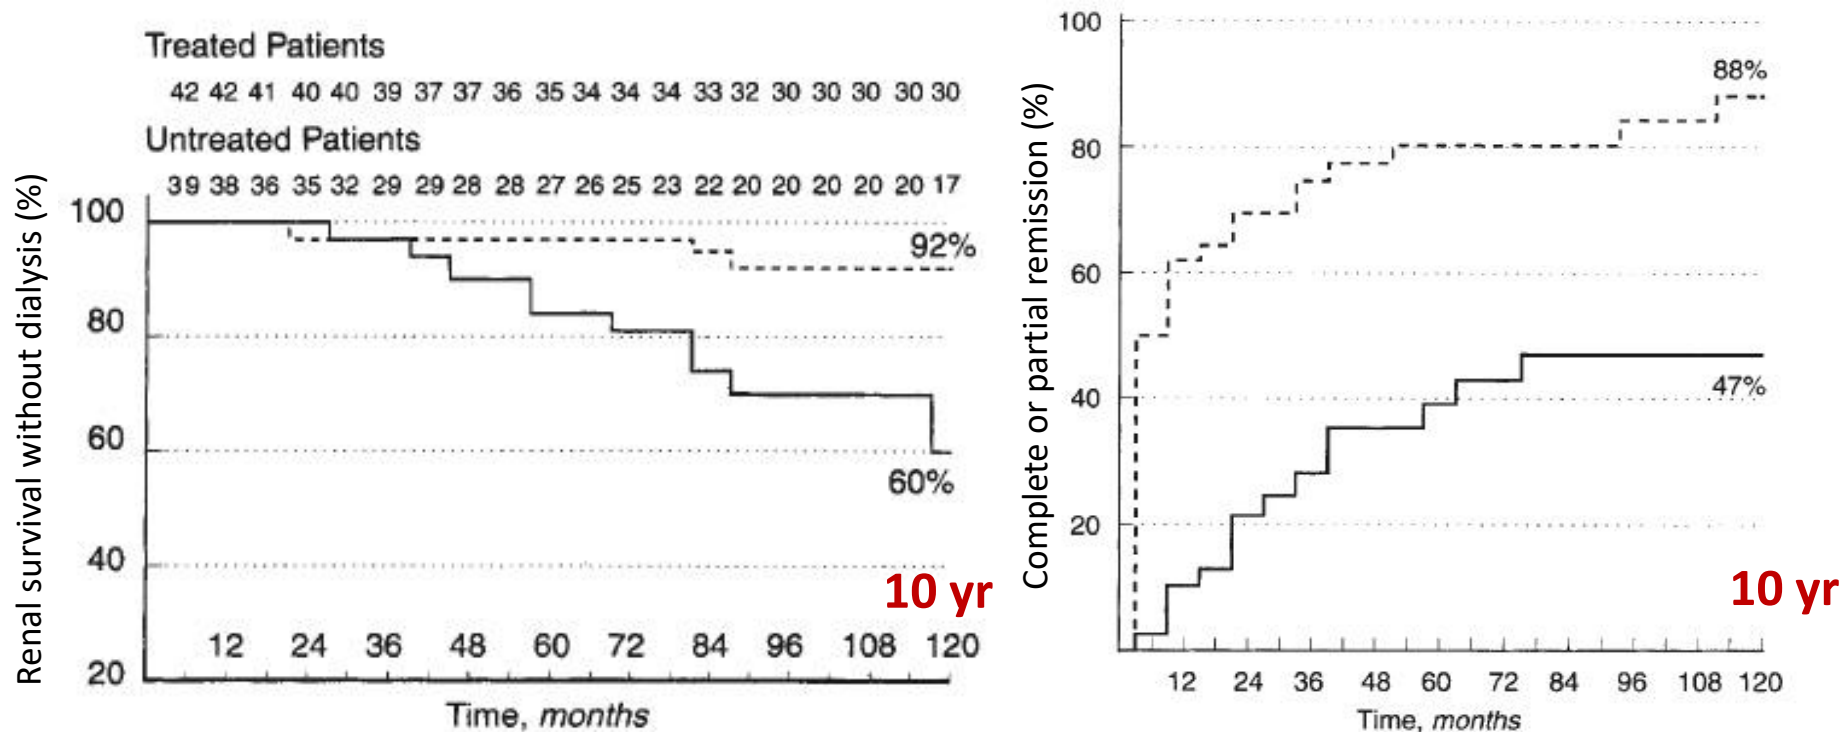 Treated Patients
42 42 41 40 40 39 37 37 36 35 34 34 34 33 32 30 30 30 30 30
Untreated Patients
39 38 36 35 32 29 29 28 28 27 26 25 23 22 20 20 20 20 20 17
Renal survival without dialysis (%)
100
80
60
40
20
92%
60%
10 yr
12 24 36 48 60 72 84 96 108 120
Time, months
Complete or partial remission (%)
100
80
60
40
20
88%
47%
10 yr
12 24 36 48 60 72 84 96 108 120
Time, months